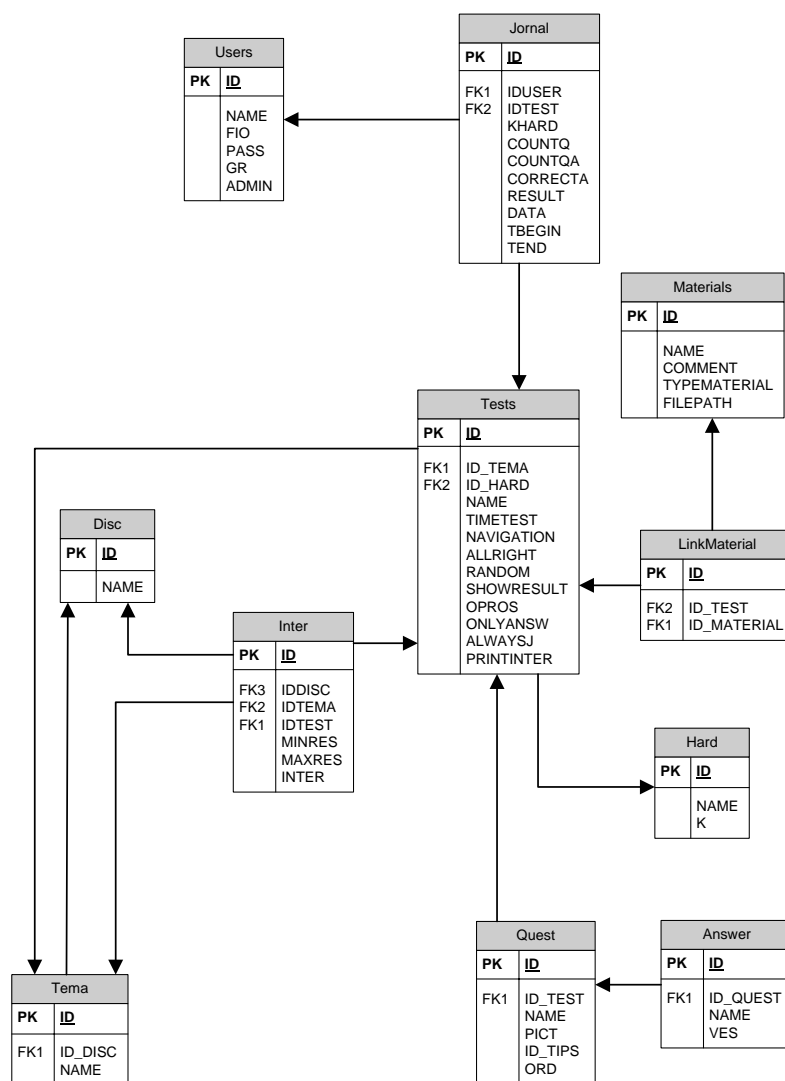 Jornal
PK ID
FK1 IDUSER
FK2 IDTEST
KHARD
COUNTQ
COUNTQA
CORRECTA
RESULT
DATA
TBEGIN
TEND
Users
PK ID
NAME
FIO
PASS
GR
ADMIN
Materials
PK ID
NAME
COMMENT
TYPEMATERIAL
FILEPATH
Tests
PK ID
FK1 ID_TEMA
FK2 ID_HARD
NAME
TIMETEST
NAVIGATION
ALLRIGHT
RANDOM
SHOWRESULT
OPROS
ONLYANSW
ALWAYSJ
PRINTINTER
Disc
PK ID
NAME
LinkMaterial
PK ID
FK2 ID_TEST
FK1 ID_MATERIAL
Inter
PK ID
FK3 IDDISC
FK2 IDTEMA
FK1 IDTEST
MINRES
MAXRES
INTER
Hard
PK ID
NAME
K
Quest
PK ID
FK1 ID_TEST
NAME
PICT
ID_TIPS
ORD
Answer
PK ID
FK1 ID_QUEST
NAME
VES
Tema
PK ID
FK1 ID_DISC
NAME